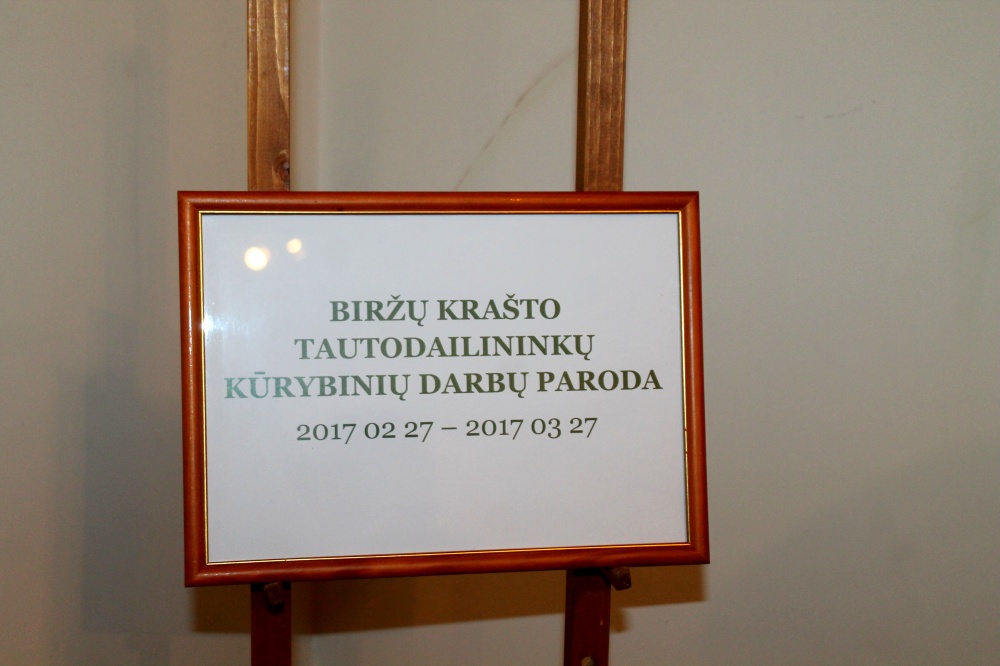 BIRŽŲ KRAŠTO
TAUTODAILININKŲ
KŪRYBINIŲ DARBŲ PARODA
2017 02 27 – 2017 03 27